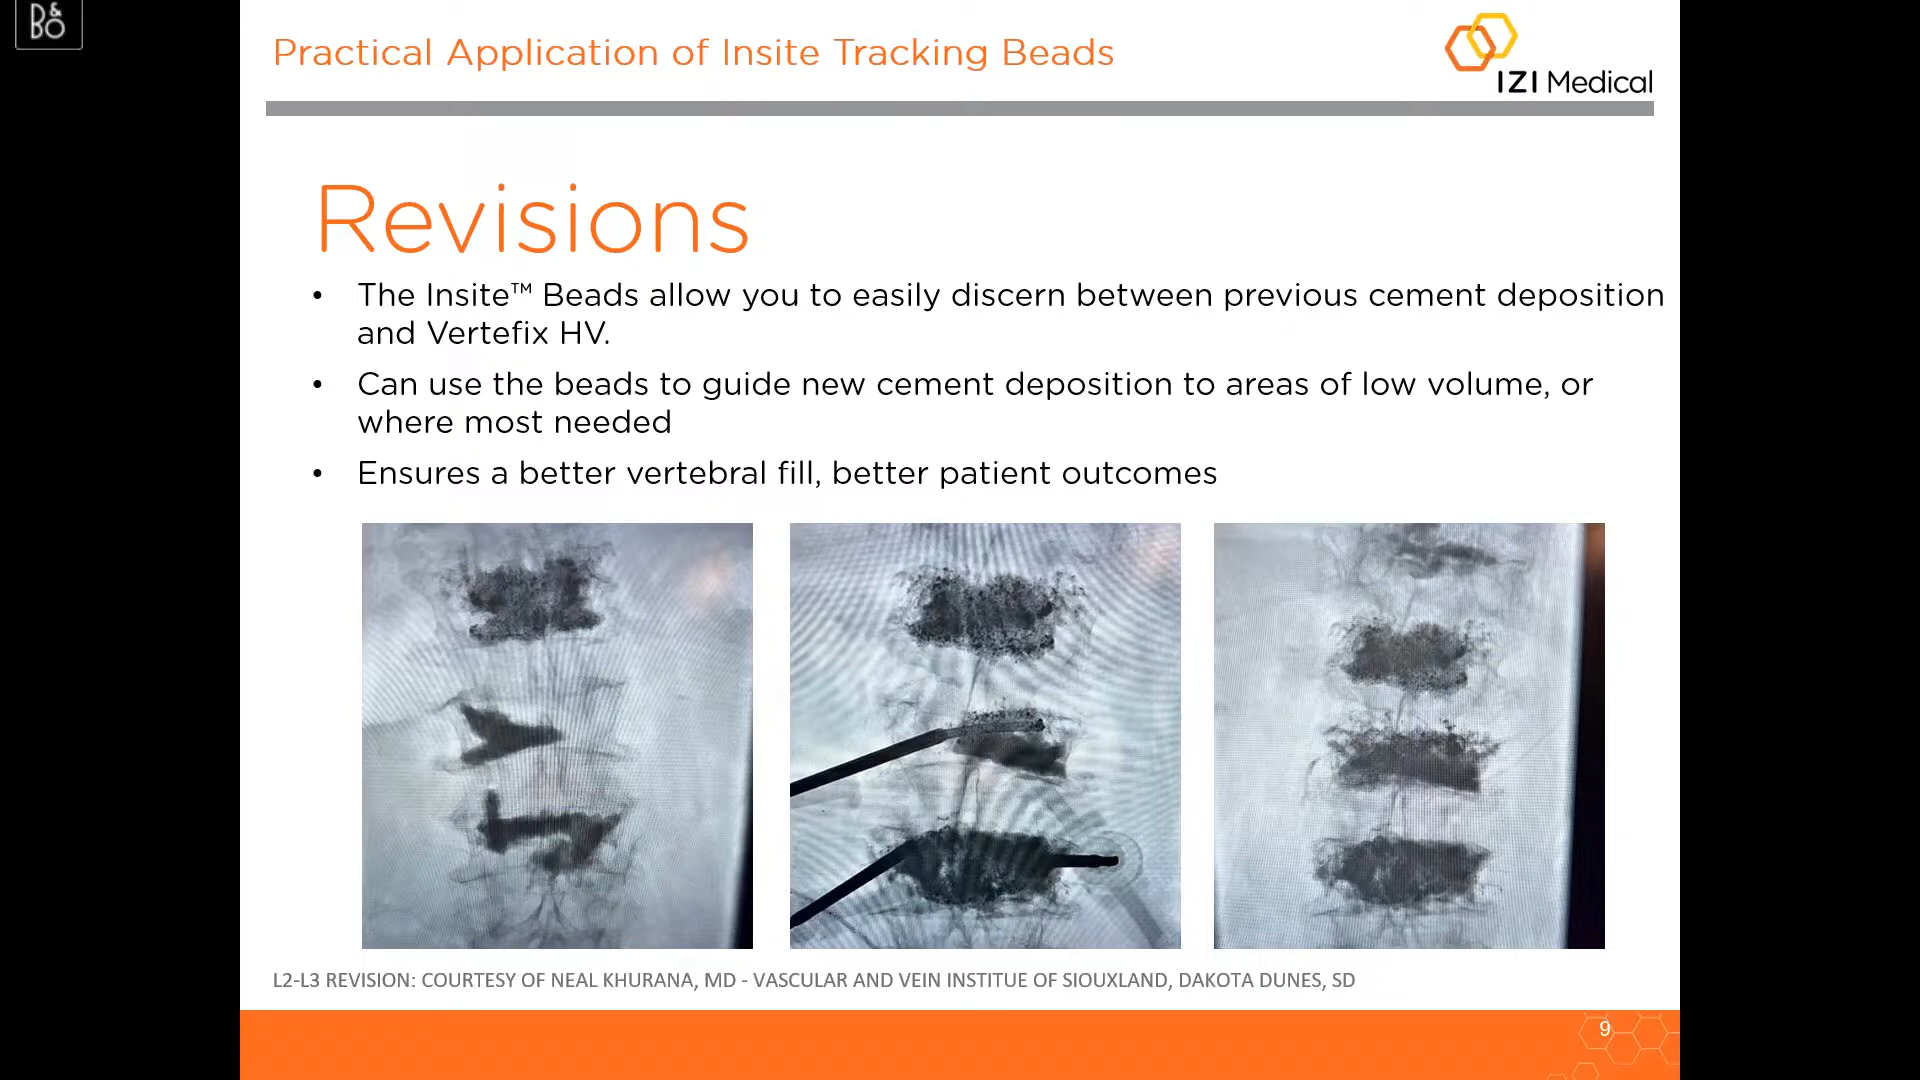 B&O
Practical Application of Insite Tracking Beads
IZI Medical
Revisions
• The Insite™ Beads allow you to easily discern between previous cement deposition
and Vertefix HV.
• Can use the beads to guide new cement deposition to areas of low volume, or
where most needed
• Ensures a better vertebral fill, better patient outcomes
L2-L3 REVISION: COURTESY OF NEAL KHURANA, MD - VASCULAR AND VEIN INSTITUE OF SIOUXLAND, DAKOTA DUNES, SD
9